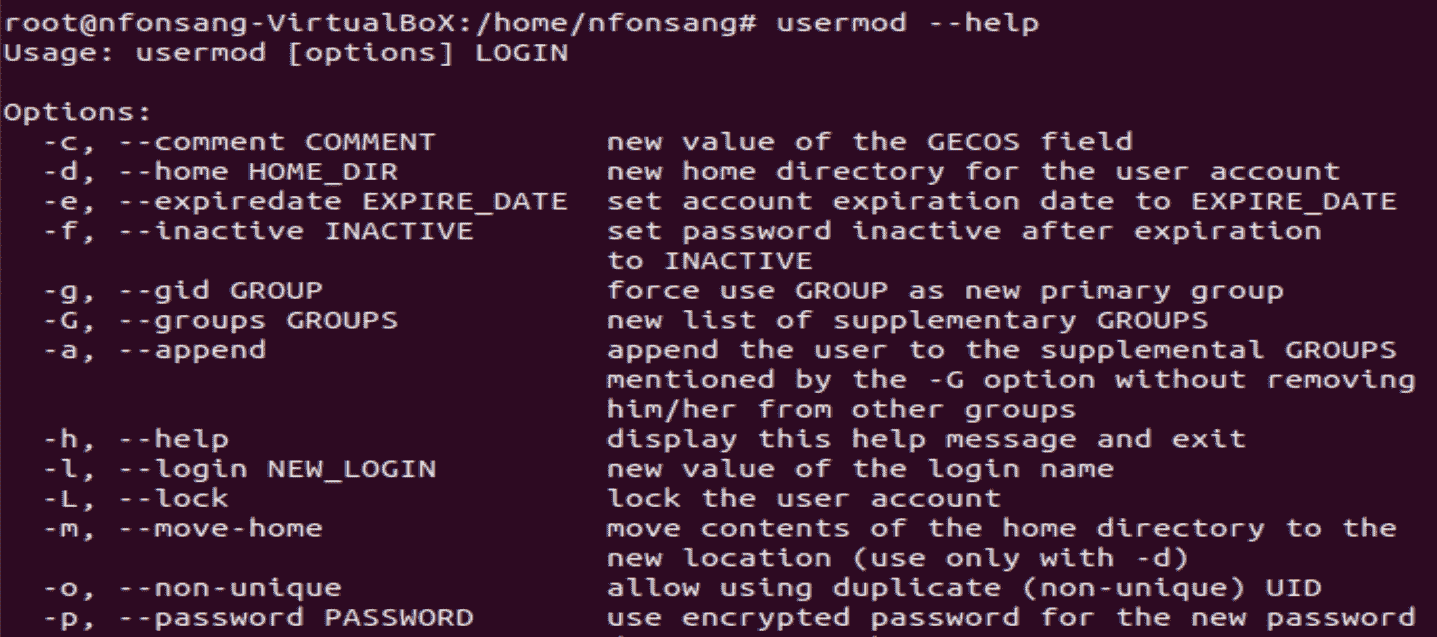 root@nfonsang-VirtualBoX:/home/nfonsang# usermod --help
Usage: usermod [options] LOGIN
Options:
-c, --comment COMMENT new value of the GECOS field
-d, --home HOME_DIR new home directory for the user account
-e, --expiredate EXPIRE_DATE set account expiration date to EXPIRE_DATE
-f, --inactive INACTIVE set password inactive after expiration
to INACTIVE
-g, --gid GROUP force use GROUP as new primary group
-G, --groups GROUPS new list of supplementary GROUPS
-a, --append append the user to the supplemental GROUPS
mentioned by the -G option without removing
him/her from other groups
-h, --help display this help message and exit
-l, --login NEW_LOGIN new value of the login name
-L, --lock lock the user account
-m, --move-home move contents of the home directory to the
new location (use only with -d)
-o, --non-unique allow using duplicate (non-unique) UID
-p, --password PASSWORD use encrypted password for the new password